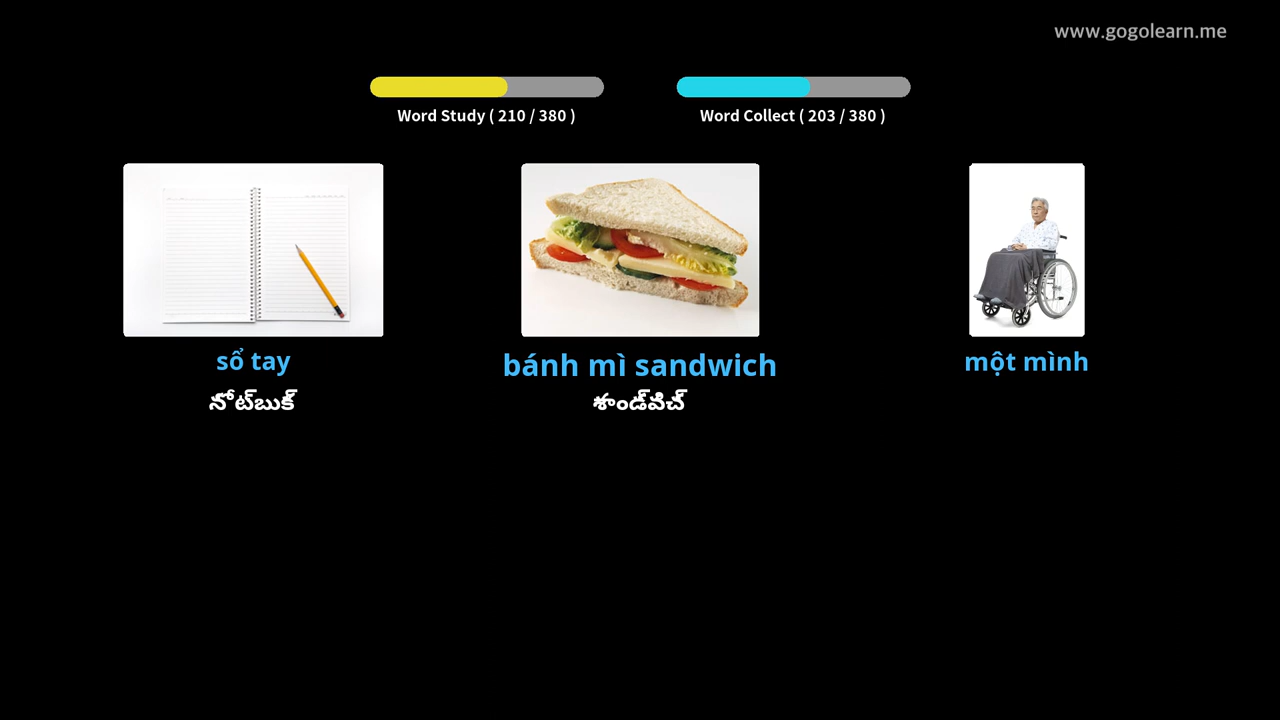 www.gogolearn.me
Word Study ( 210 / 380 )
Word Collect ( 203 / 380 )
sổ tay
bánh mì sandwich
một mình
నోట్‌బుక్
శాండ్‌విచ్